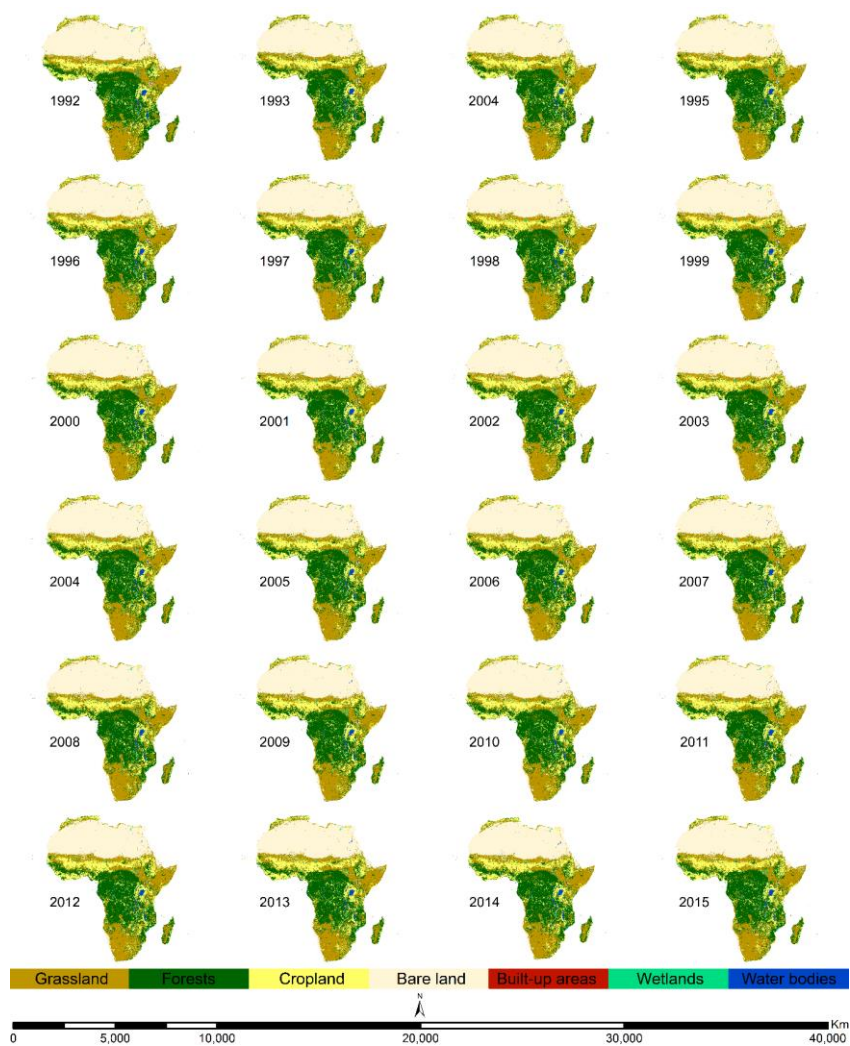 1992 1993 2004 1995
1996 1997 1998 1999
2000 2001 2002 2003
2004 2005 2006 2007
2008 2009 2010 2011
2012 2013 2014 2015
Grassland Forests Cropland Bare land Built-up areas Wetlands Water bodies
N
Km
0 5,000 10,000 20,000 30,000 40,000